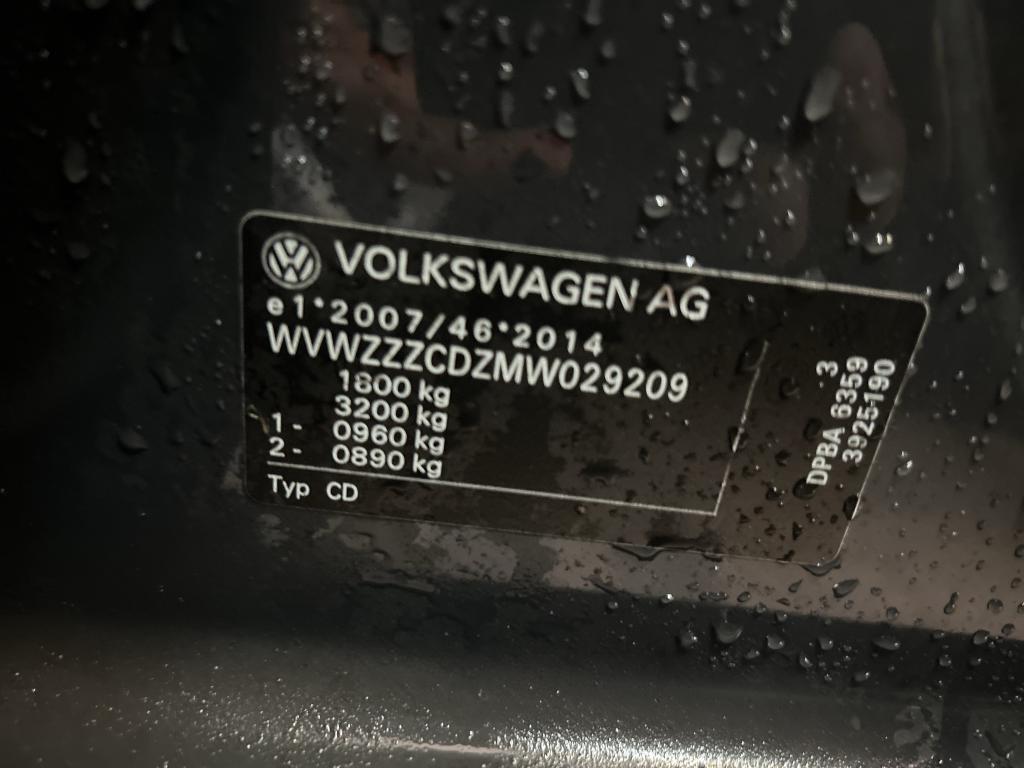 VOLKSWAGEN AG
e1*2007/46*2014
WVWZZZCDZMW029209
1800 kg
3200 kg
1- 0960 kg
2- 0890 kg
Typ CD
3
DPBA 6359
3925190